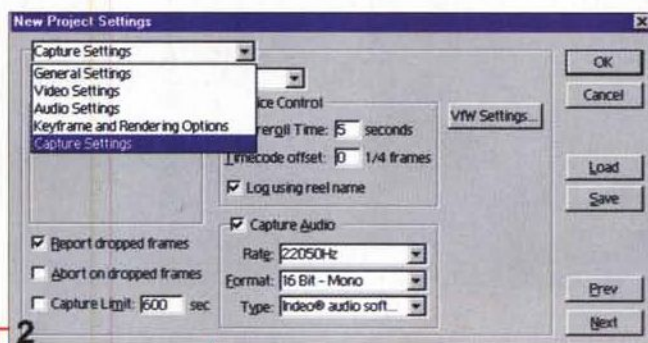 New Project Settings
Capture Settings
General Settings
Video Settings
Audio Settings
Keyframe and Rendering Options
Capture Settings
Control
Time: 5 seconds
Timecode offset: 0 1/4 frames
Log using reel name
VfW Settings...
OK
Cancel
Load
Save
Prev
Next
Report dropped frames
Abort on dropped frames
Capture Limit: 600 sec
Capture Audio
Rate: 22050Hz
Format: 16 Bit - Mono
Type: Indeo® audio soft...
2